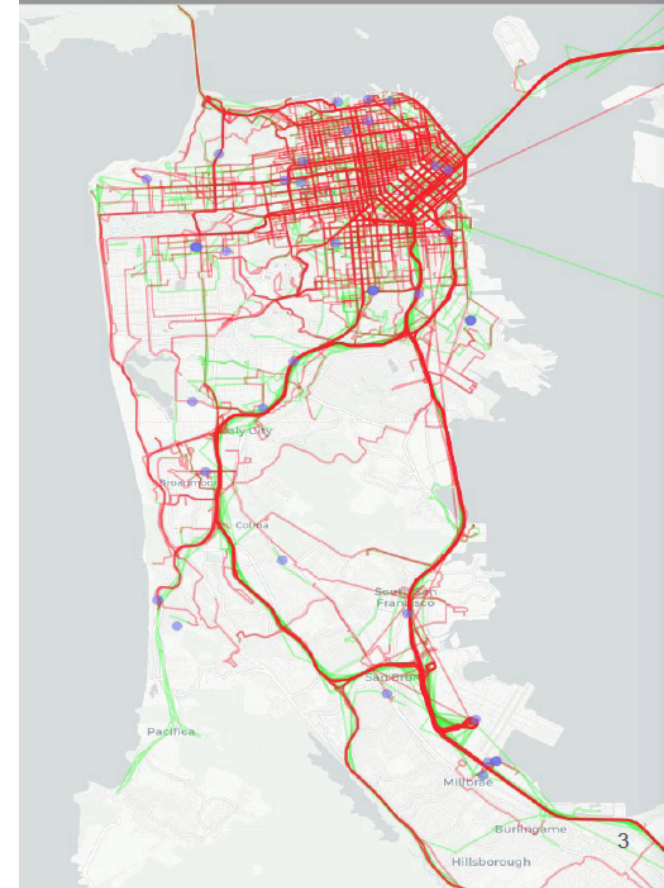 Daly City
Broadmoor
Colma
South San
Francisco
San Bruno
Pacifica
Millbrae
Burlingame
3
Hillsborough